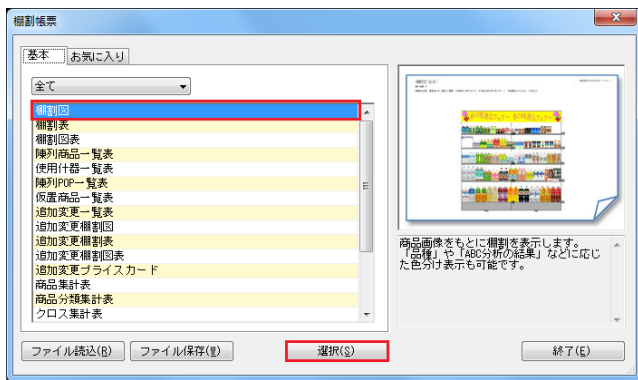 棚割帳票
基本
お気に入り
全て
棚割図
棚割表
棚割図表
陳列商品一覧表
使用什器一覧表
陳列POP一覧表
仮置商品一覧表
追加変更一覧表
追加変更棚割図
追加変更棚割表
追加変更棚割図表
追加変更プライスカード
商品集計表
商品分類集計表
クロス集計表
商品画像をもとに棚割を表示します。
「品種」や「ABC分析の結果」などに応じ
た色分け表示も可能です。
ファイル読込(R)
ファイル保存(W)
選択(S)
終了(E)